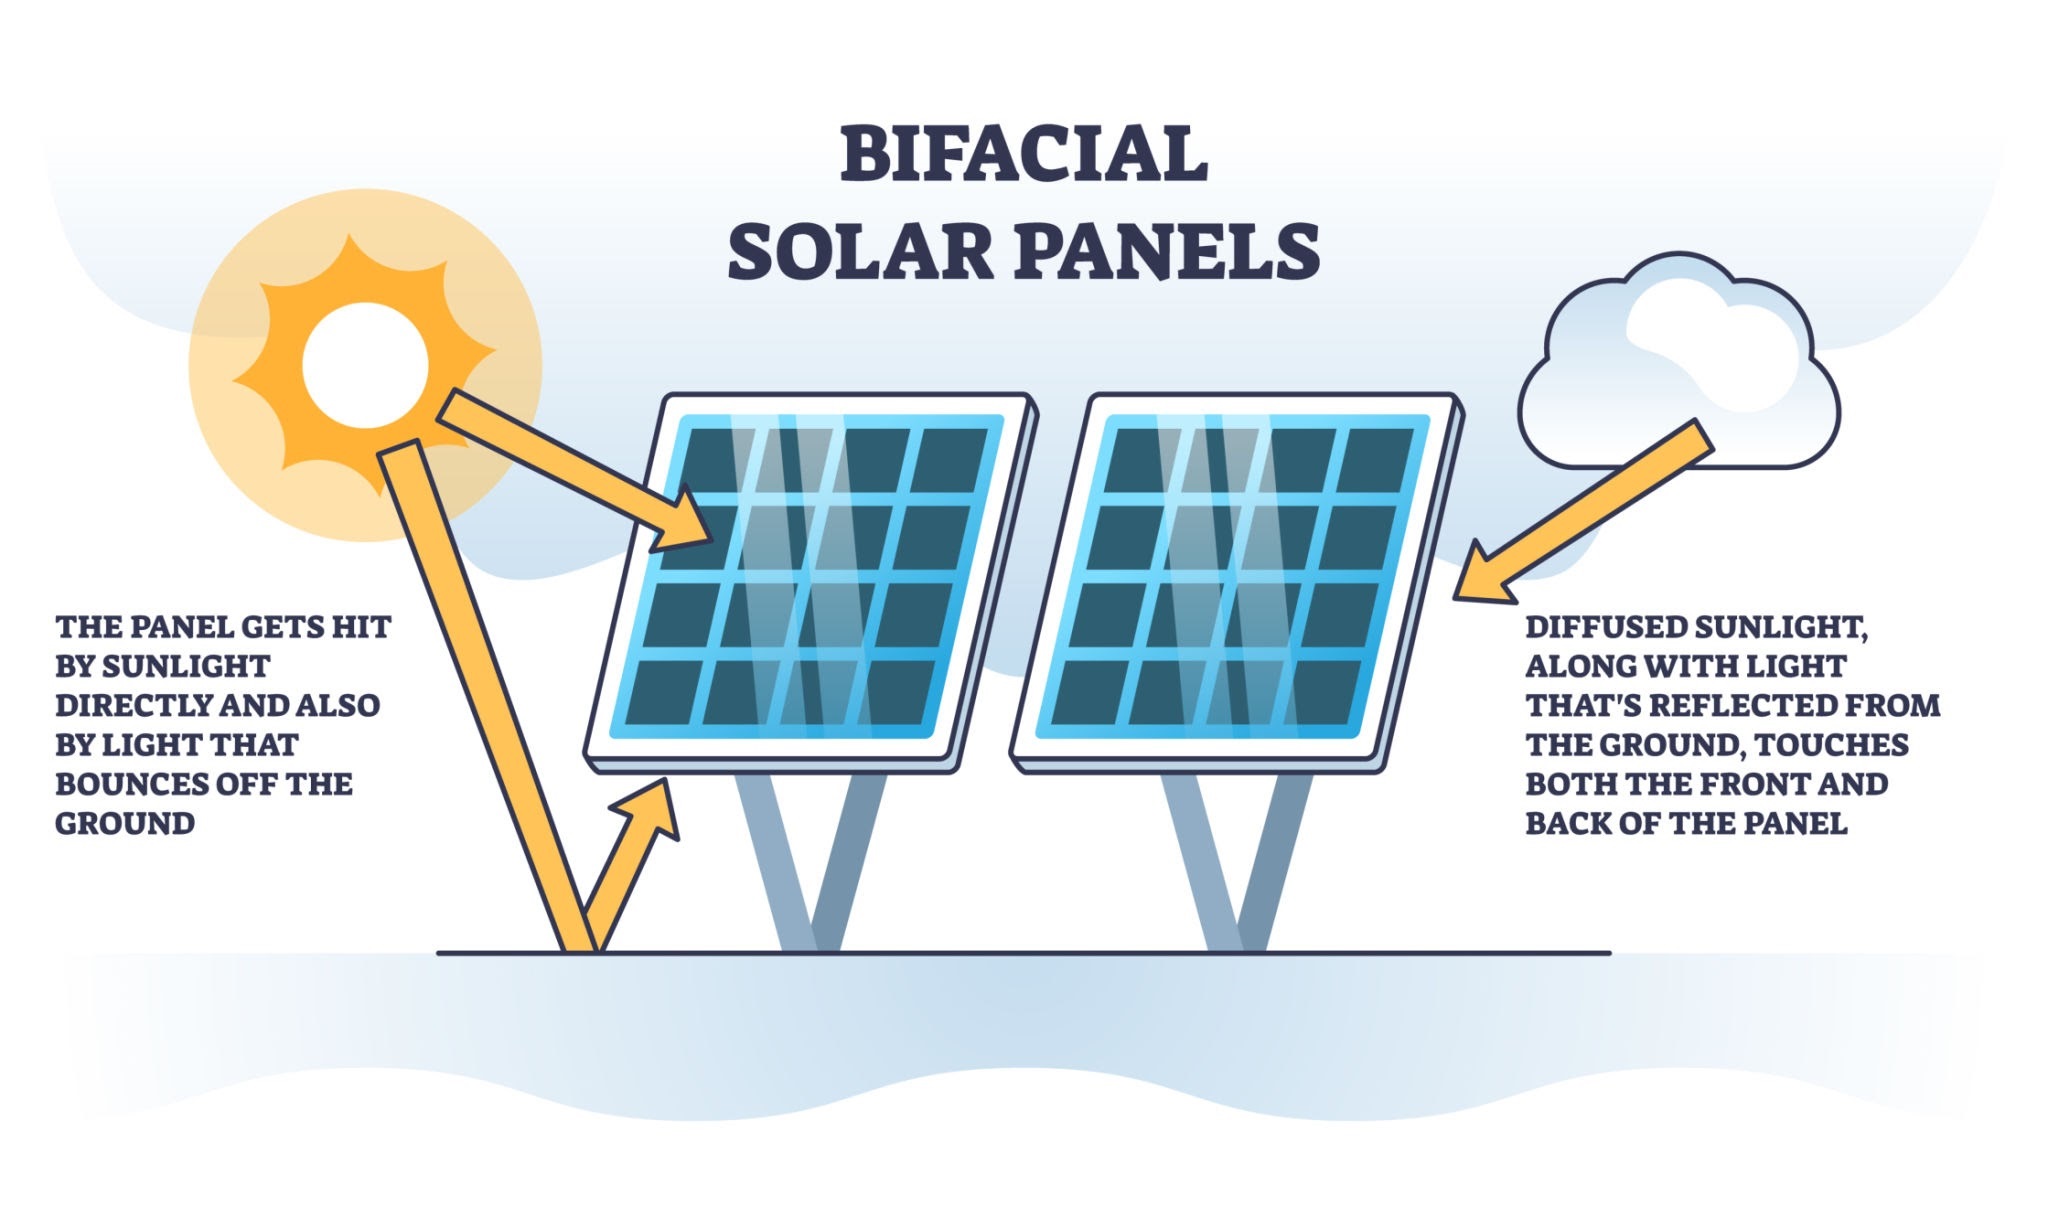 BIFACIAL
SOLAR PANELS
THE PANEL GETS HIT
BY SUNLIGHT
DIRECTLY AND ALSO
BY LIGHT THAT
BOUNCES OFF THE
GROUND
DIFFUSED SUNLIGHT,
ALONG WITH LIGHT
THAT'S REFLECTED FROM
THE GROUND, TOUCHES
BOTH THE FRONT AND
BACK OF THE PANEL